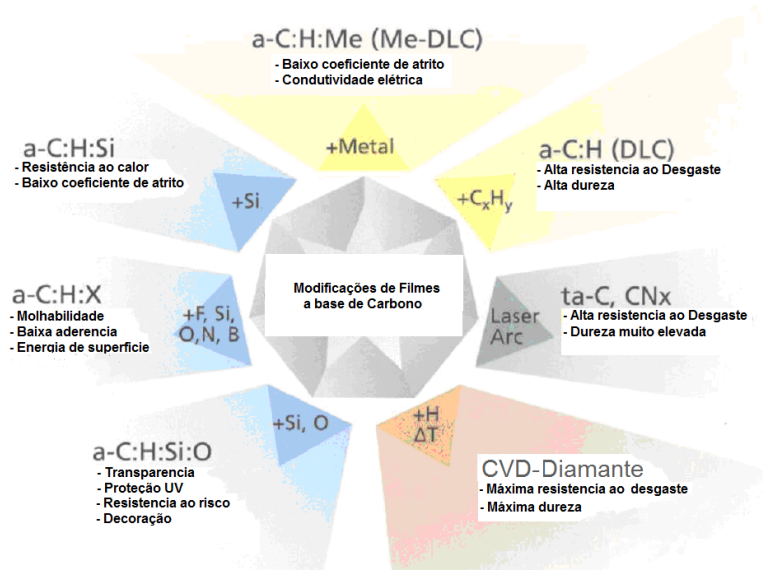 a-C:H:Me (Me-DLC)
- Baixo coeficiente de atrito
- Condutividade elétrica
+Metal
a-C:H:Si
- Resistência ao calor
- Baixo coeficiente de atrito
+Si
a-C:H (DLC)
- Alta resistencia ao Desgaste
- Alta dureza
+CxHy
Modificações de Filmes
a base de Carbono
a-C:H:X
- Molhabilidade
- Baixa aderencia
- Energia de superficie
+F, Si,
O,N, B
ta-C, CNx
- Alta resistencia ao Desgaste
- Dureza muito elevada
Laser
Arc
a-C:H:Si:O
- Transparencia
- Proteção UV
- Resistencia ao risco
- Decoração
+Si, O
+H
ΔT
CVD-Diamante
- Máxima resistencia ao desgaste
- Máxima dureza